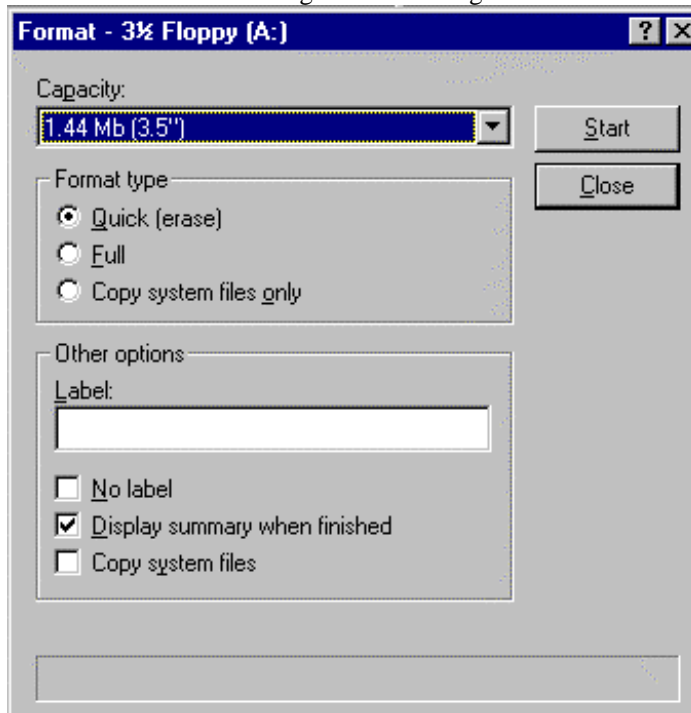 Format - 3½ Floppy (A:)
Capacity:
1.44 Mb (3.5")
Start
Format type
Close
Quick (erase)
Full
Copy system files only
Other options
Label:
No label
Display summary when finished
Copy system files